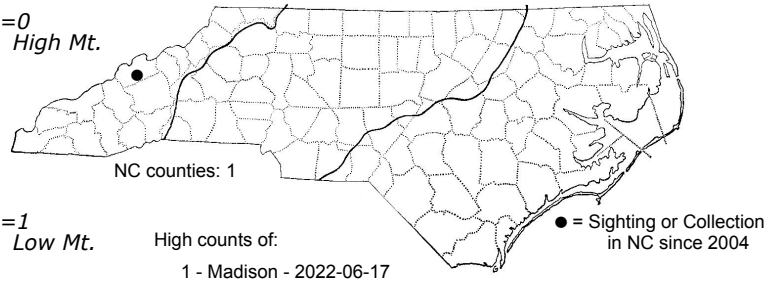 =0
High Mt.
NC counties: 1
=1
Low Mt.
High counts of:
1 - Madison - 2022-06-17
● = Sighting or Collection
in NC since 2004